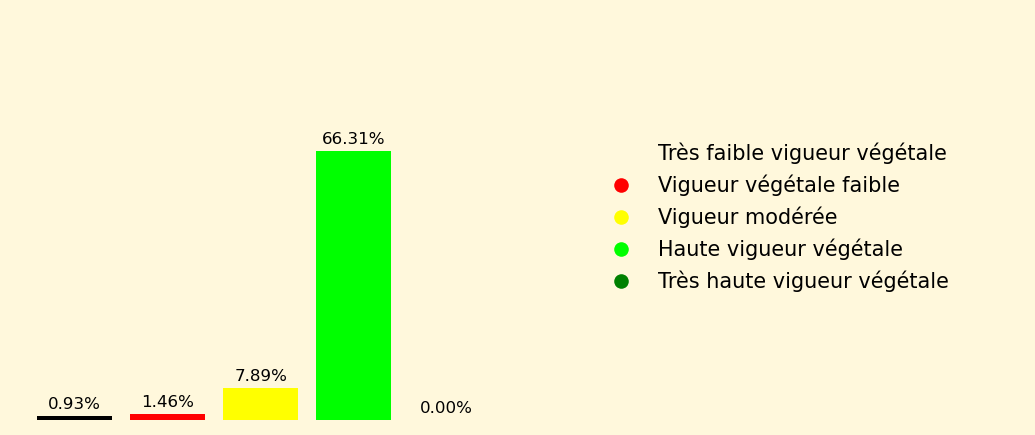 66.31%
7.89%
0.93%
1.46%
0.00%
Très faible vigueur végétale
Vigueur végétale faible
Vigueur modérée
Haute vigueur végétale
Très haute vigueur végétale